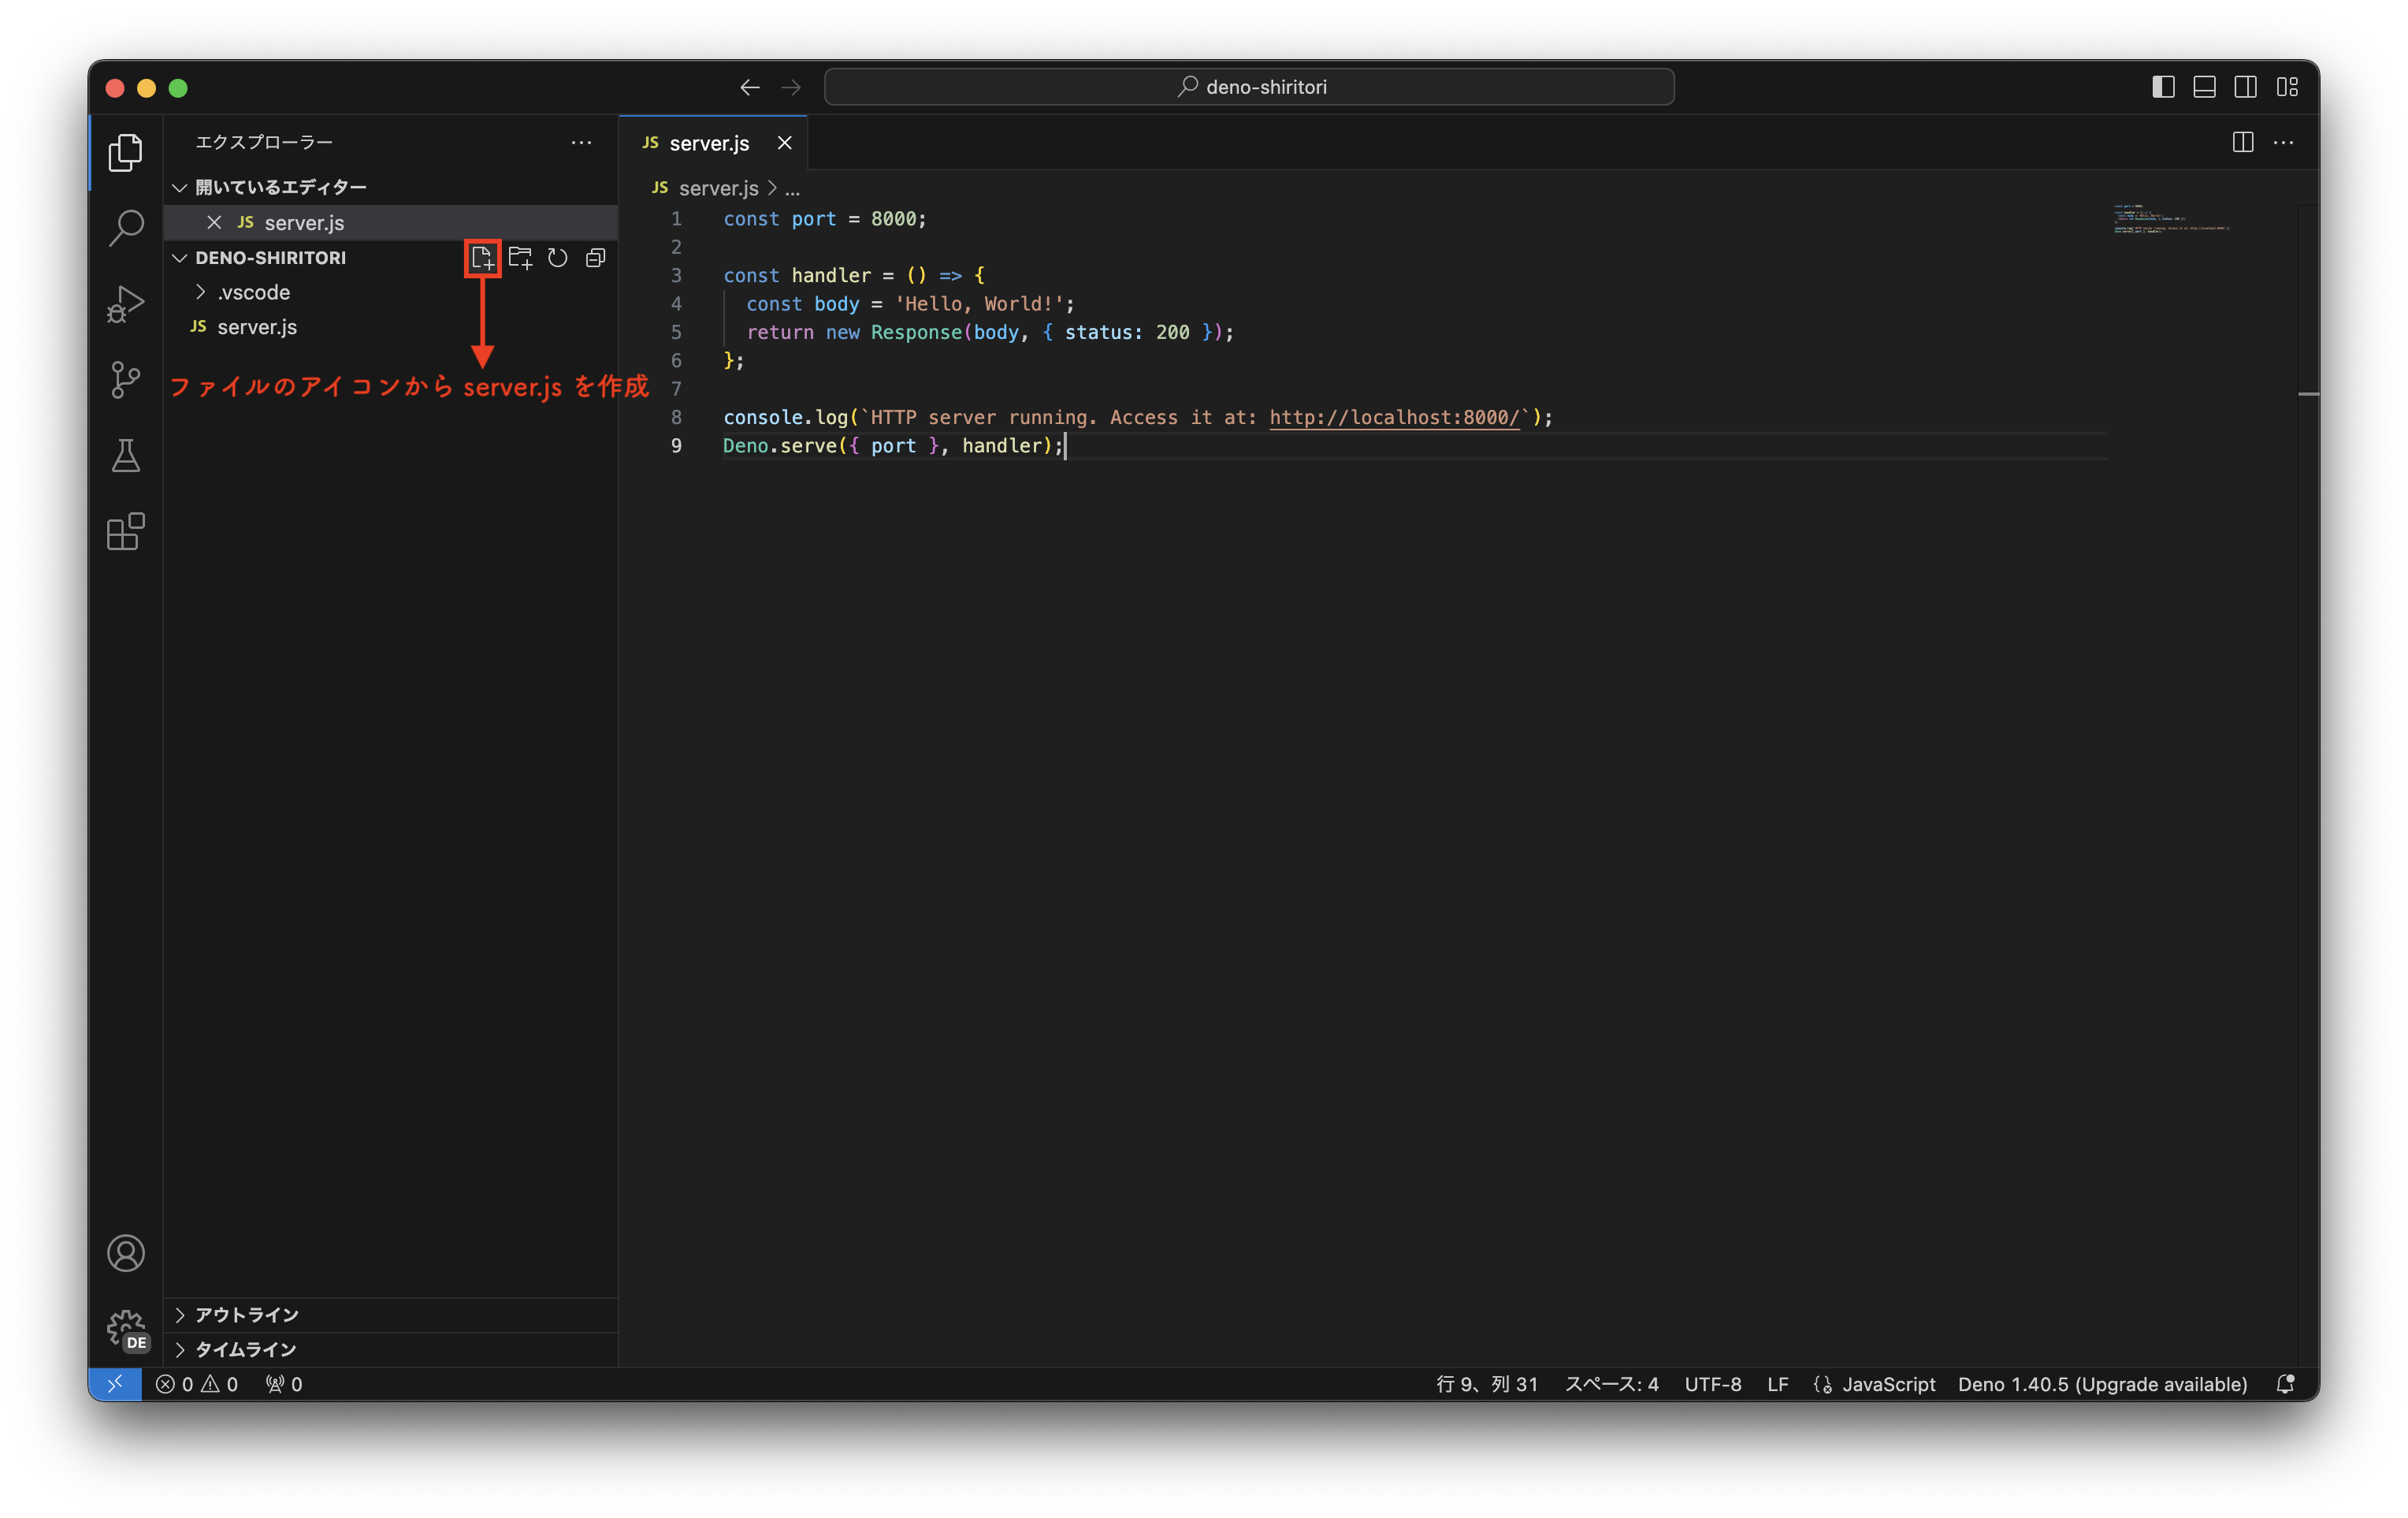 deno-shiritori
エクスプローラー
開いているエディター
JS server.js
DENO-SHIRITORI
.vscode
JS server.js
ファイルのアイコンから server.js を作成
アウトライン
タイムライン
DE
JS server.js
JS server.js > ...
1 const port = 8000;
2
3 const handler = () => {
4 const body = 'Hello, World!';
5 return new Response(body, { status: 200 });
6 };
7
8 console.log(`HTTP server running. Access it at: http://localhost:8000/`);
9 Deno.serve({ port }, handler);
0 0 0 行 9、列 31 スペース: 4 UTF-8 LF JavaScript Deno 1.40.5 (Upgrade available)